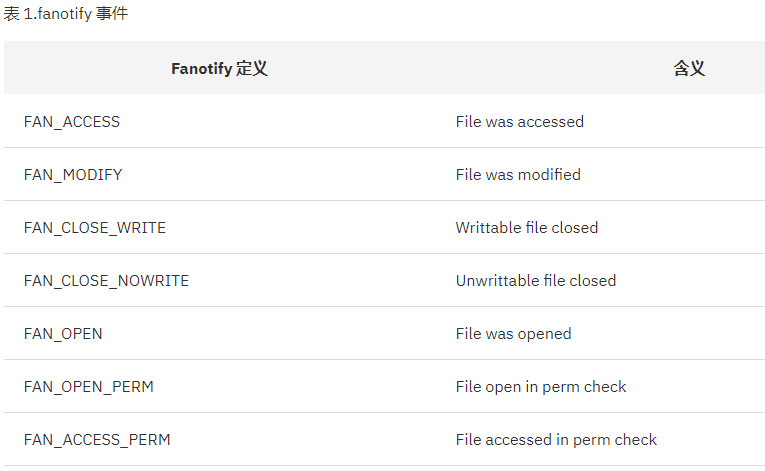 表 1.fanotify 事件
Fanotify 定义 含义
FAN_ACCESS File was accessed
FAN_MODIFY File was modified
FAN_CLOSE_WRITE Writtable file closed
FAN_CLOSE_NOWRITE Unwrittable file closed
FAN_OPEN File was opened
FAN_OPEN_PERM File open in perm check
FAN_ACCESS_PERM File accessed in perm check